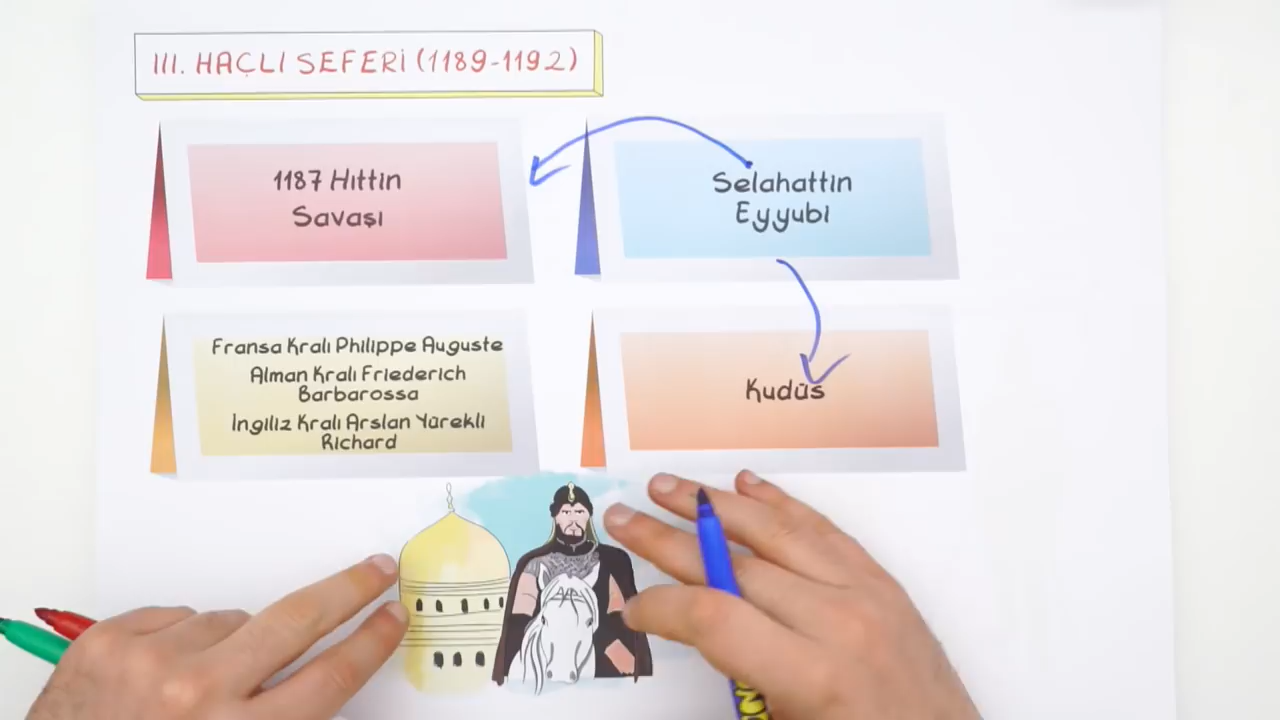 III. HAÇLI SEFERİ (1189-1192)
1187 Hıttin
Savaşı
Selahattin
Eyyubi
Fransa Kralı Philippe Auguste
Alman Kralı Friederich
Barbarossa
İngiliz Kralı Arslan Yürekli
Richard
Kudüs